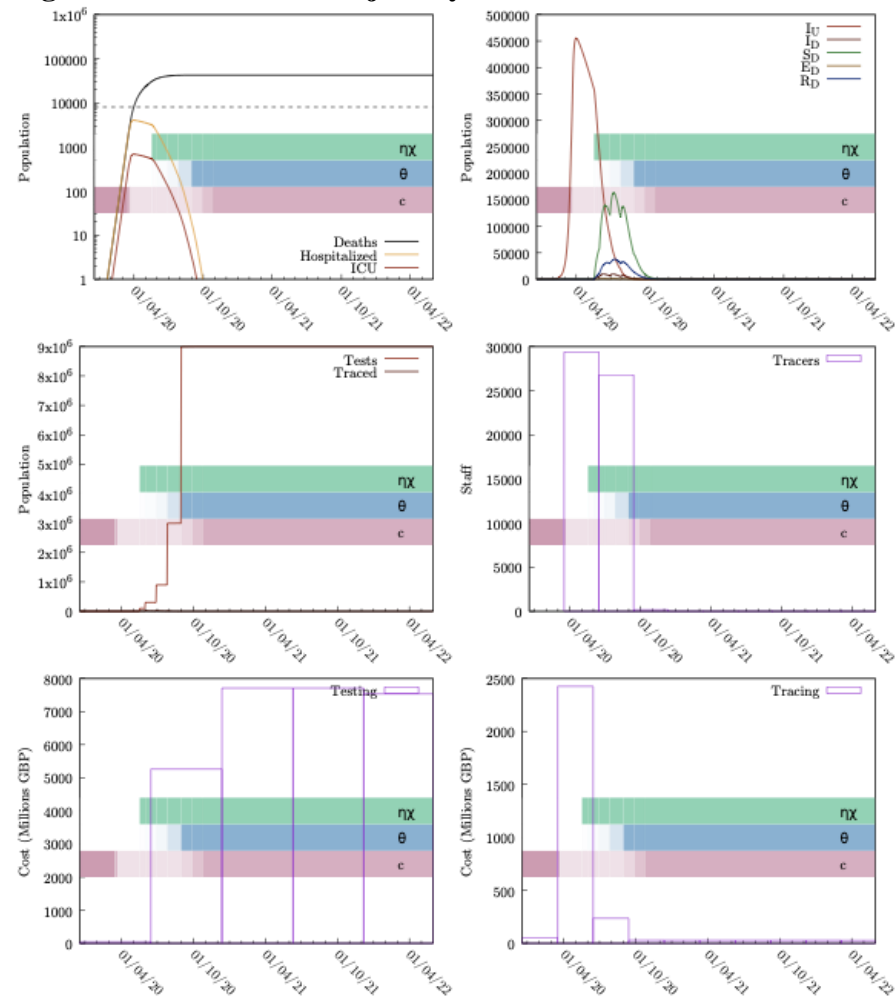 1x10^6
100000
10000
1000
100
10
1
Population
ηχ
θ
c
Deaths
Hospitalized
ICU
01/04/20
01/10/20
01/04/21
01/10/21
01/04/22
500000
450000
400000
350000
300000
250000
200000
150000
100000
50000
0
Population
I_U
I_D
S_D
E_D
R_D
ηχ
θ
c
01/04/20
01/10/20
01/04/21
01/10/21
01/04/22
9x10^6
8x10^6
7x10^6
6x10^6
5x10^6
4x10^6
3x10^6
2x10^6
1x10^6
0
Population
Tests
Traced
ηχ
θ
c
01/04/20
01/10/20
01/04/21
01/10/21
01/04/22
30000
25000
20000
15000
10000
5000
0
Staff
Tracers
ηχ
θ
c
01/04/20
01/10/20
01/04/21
01/10/21
01/04/22
8000
7000
6000
5000
4000
3000
2000
1000
0
Cost (Millions GBP)
Testing
ηχ
θ
c
01/04/20
01/10/20
01/04/21
01/10/21
01/04/22
2500
2000
1500
1000
500
0
Cost (Millions GBP)
Tracing
ηχ
θ
c
01/04/20
01/10/20
01/04/21
01/10/21
01/04/22